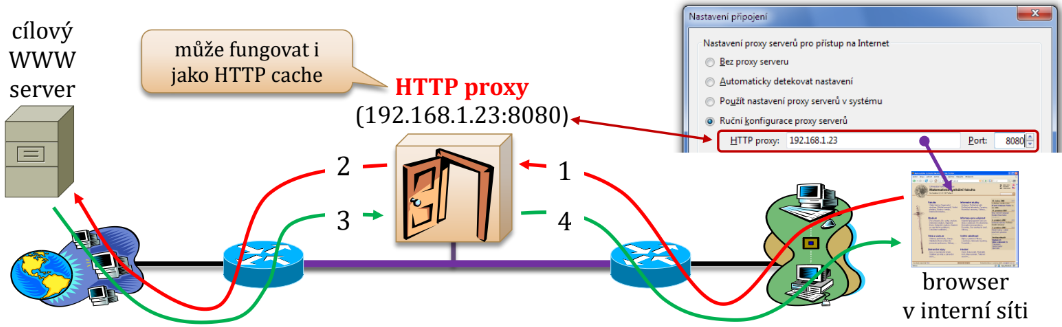 cílový
WWW
server
může fungovat i
jako HTTP cache
HTTP proxy
(192.168.1.23:8080)
Nastavení připojení
Nastavení proxy serverů pro přístup na Internet
Bez proxy serveru
Automaticky detekovat nastavení
Použít nastavení proxy serverů v systému
Ruční konfigurace proxy serverů
HTTP proxy: 192.168.1.23 Port: 8080
2
1
3
4
browser
v interní síti